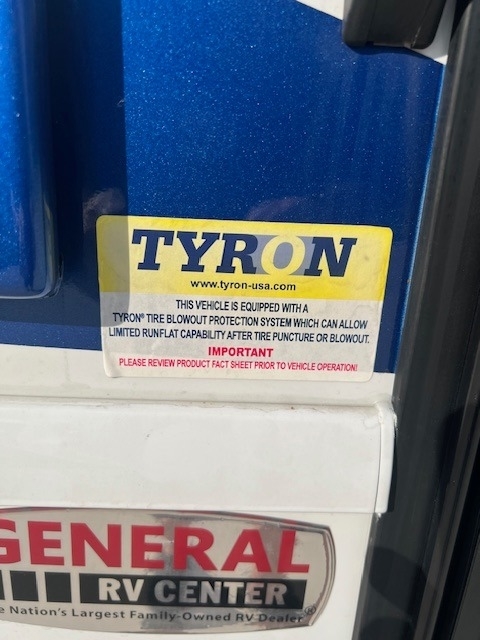 TYRON
www.tyron-usa.com
THIS VEHICLE IS EQUIPPED WITH A
TYRON® TIRE BLOWOUT PROTECTION SYSTEM WHICH CAN ALLOW
LIMITED RUNFLAT CAPABILITY AFTER TIRE PUNCTURE OR BLOWOUT.
IMPORTANT
PLEASE REVIEW PRODUCT FACT SHEET PRIOR TO VEHICLE OPERATION!
GENERAL
RV CENTER
e Nation's Largest Family-Owned RV Dealer®